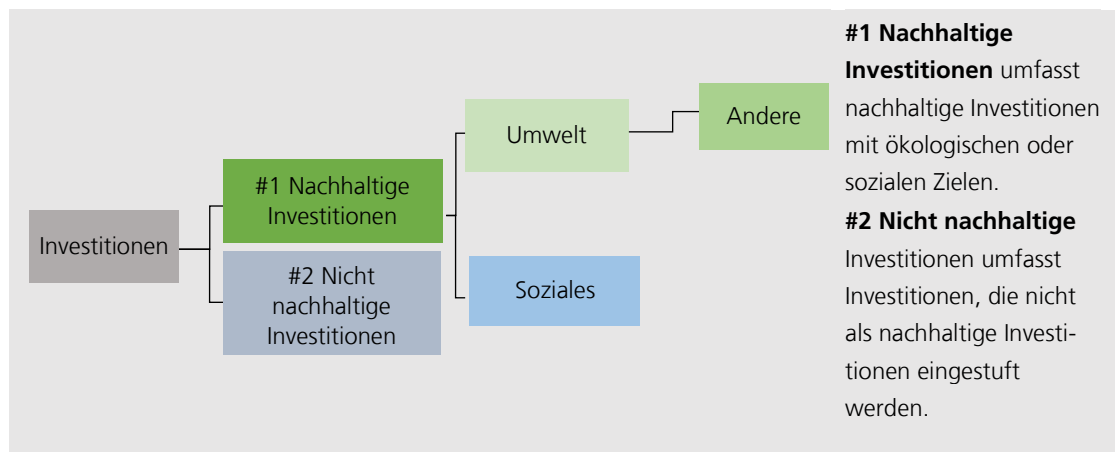 Investitionen
#1 Nachhaltige
Investitionen
#2 Nicht
nachhaltige
Investitionen
Umwelt
Soziales
Andere
#1 Nachhaltige
Investitionen umfasst
nachhaltige Investitionen
mit ökologischen oder
sozialen Zielen.
#2 Nicht nachhaltige
Investitionen umfasst
Investitionen, die nicht
als nachhaltige Investi-
tionen eingestuft
werden.